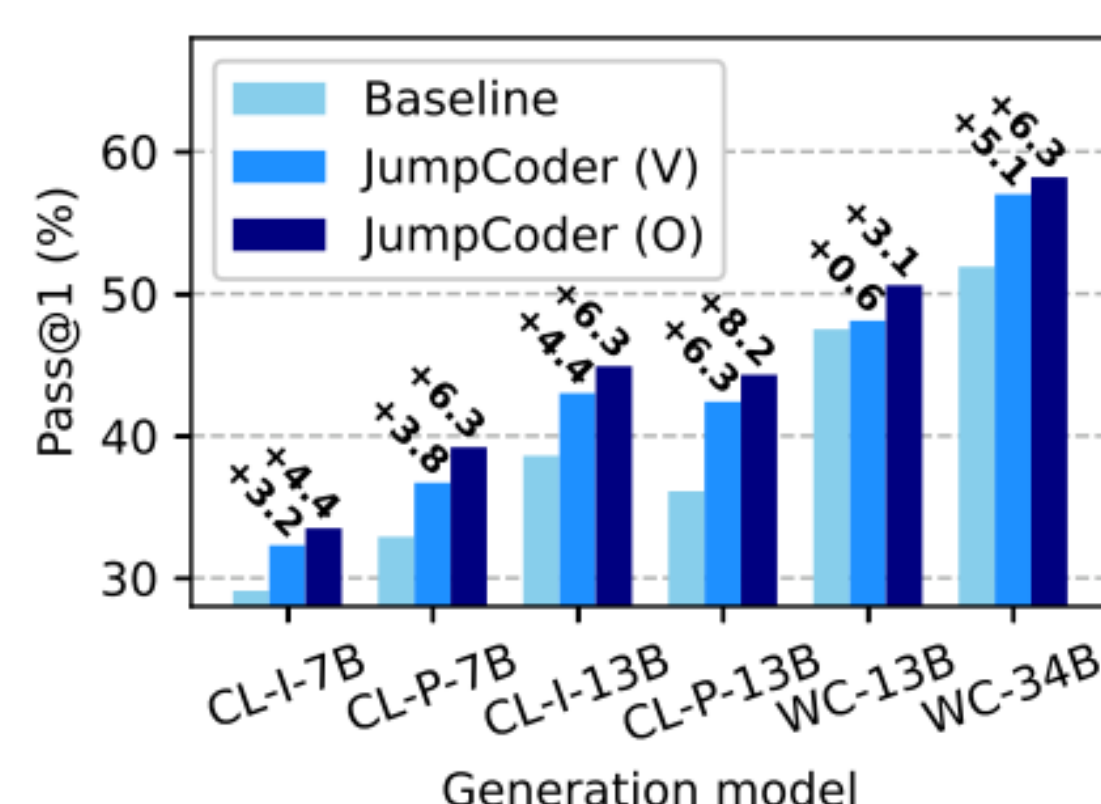 Baseline
JumpCoder (V)
JumpCoder (O)
Pass@1 (%)
60
50
40
30
+3.2
+4.4
+3.8
+6.3
+4.4
+6.3
+6.3
+8.2
+0.6
+3.1
+5.1
+6.3
CL-I-7B
CL-P-7B
CL-I-13B
CL-P-13B
WC-13B
WC-34B
Generation model